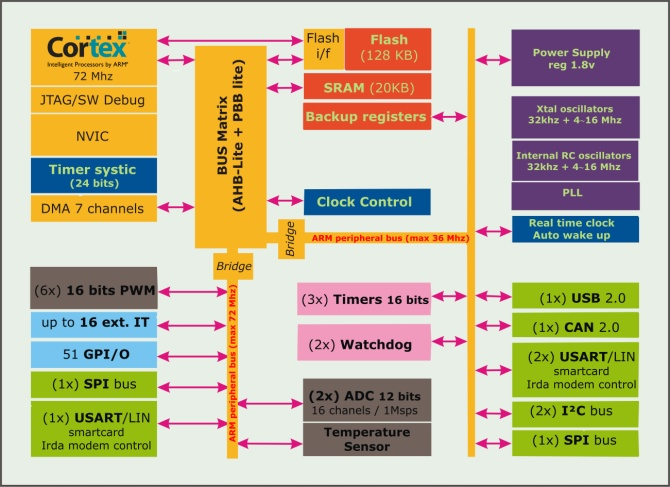 Cortex
Intelligent Processors by ARM®
72 Mhz
JTAG/SW Debug
NVIC
Timer systic
(24 bits)
DMA 7 channels
BUS Matrix
(AHB-Lite + PBB lite)
Flash
i/f
Flash
(128 KB)
SRAM (20KB)
Backup registers
Clock Control
Bridge
ARM peripheral bus (max 36 Mhz)
Bridge
ARM peripheral bus (max 72 Mhz)
Power Supply
reg 1.8v
Xtal oscillators
32khz + 4~16 Mhz
Internal RC oscillators
32khz + 4~16 Mhz
PLL
Real time clock
Auto wake up
(6x) 16 bits PWM
up to 16 ext. IT
51 GPI/O
(1x) SPI bus
(1x) USART/LIN
smartcard
Irda modem control
(3x) Timers 16 bits
(2x) Watchdog
(2x) ADC 12 bits
16 chanels / 1Msps
Temperature
Sensor
(1x) USB 2.0
(1x) CAN 2.0
(2x) USART/LIN
smartcard
Irda modem control
(2x) I²C bus
(1x) SPI bus